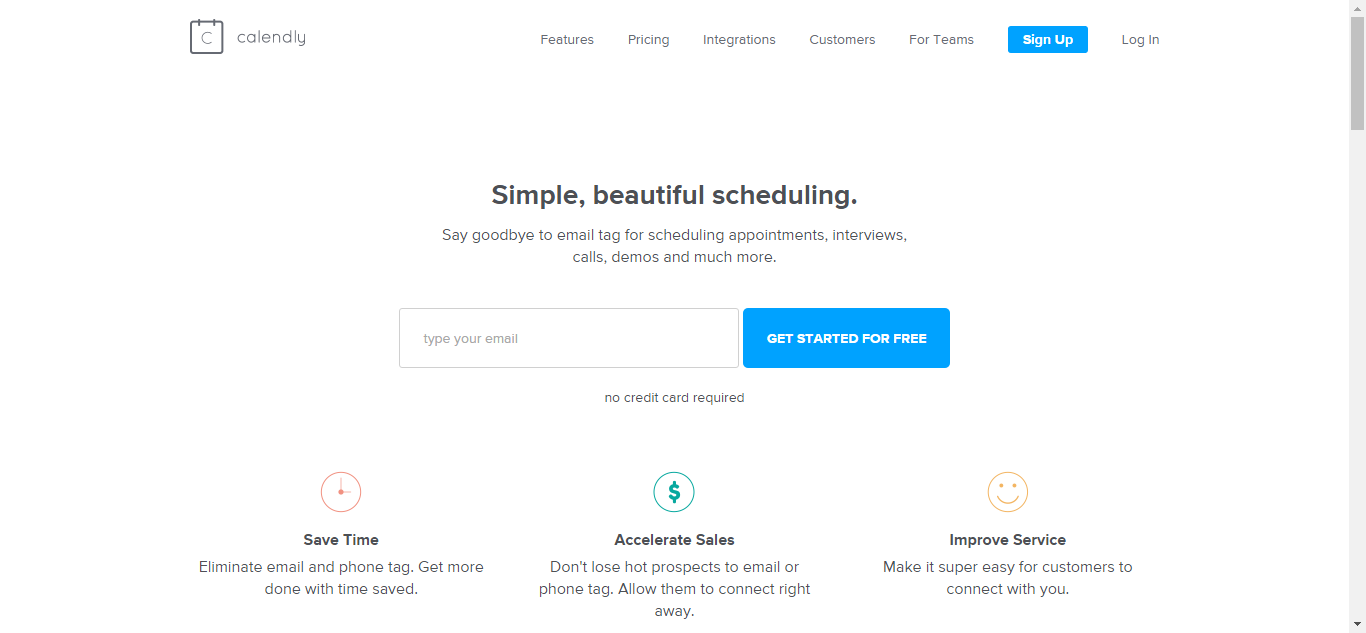 C calendly
Features Pricing Integrations Customers For Teams Sign Up Log In
Simple, beautiful scheduling.
Say goodbye to email tag for scheduling appointments, interviews,
calls, demos and much more.
type your email GET STARTED FOR FREE
no credit card required
$
Save Time
Eliminate email and phone tag. Get more
done with time saved.
Accelerate Sales
Don't lose hot prospects to email or
phone tag. Allow them to connect right
away.
Improve Service
Make it super easy for customers to
connect with you.